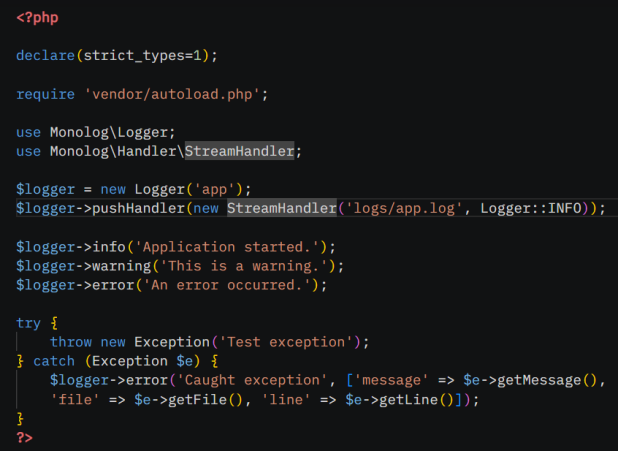 <?php
declare(strict_types=1);
require 'vendor/autoload.php';
use Monolog\Logger;
use Monolog\Handler\StreamHandler;
$logger = new Logger('app');
$logger->pushHandler(new StreamHandler('logs/app.log', Logger::INFO));
$logger->info('Application started.');
$logger->warning('This is a warning.');
$logger->error('An error occurred.');
try {
    throw new Exception('Test exception');
} catch (Exception $e) {
    $logger->error('Caught exception', ['message' => $e->getMessage(),
    'file' => $e->getFile(), 'line' => $e->getLine()]);
}
?>